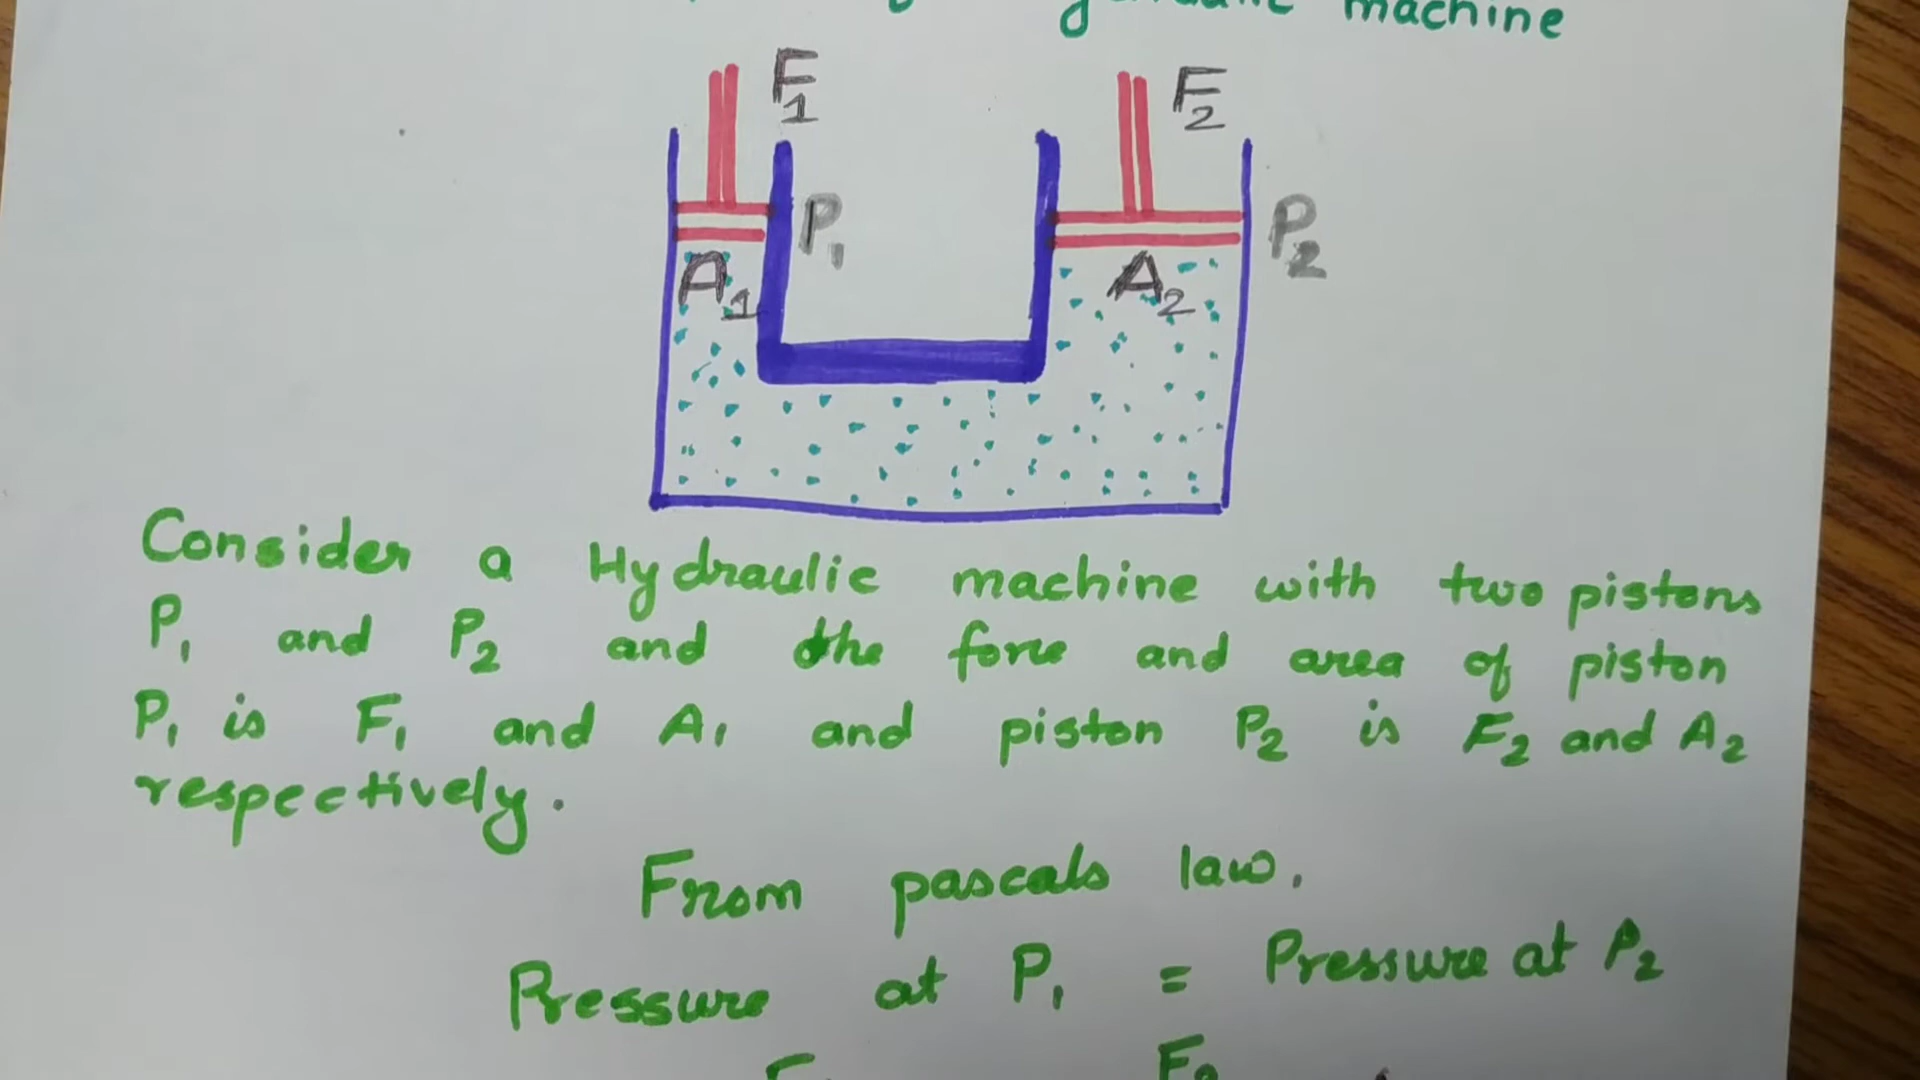 machine
F1
F2
P1
P2
A1
A2
Consider a Hydraulic machine with two pistons
P1 and P2 and the force and area of piston
P1 is F1 and A1 and piston P2 is F2 and A2
respectively.
From pascals law.
Pressure at P1 = Pressure at P2